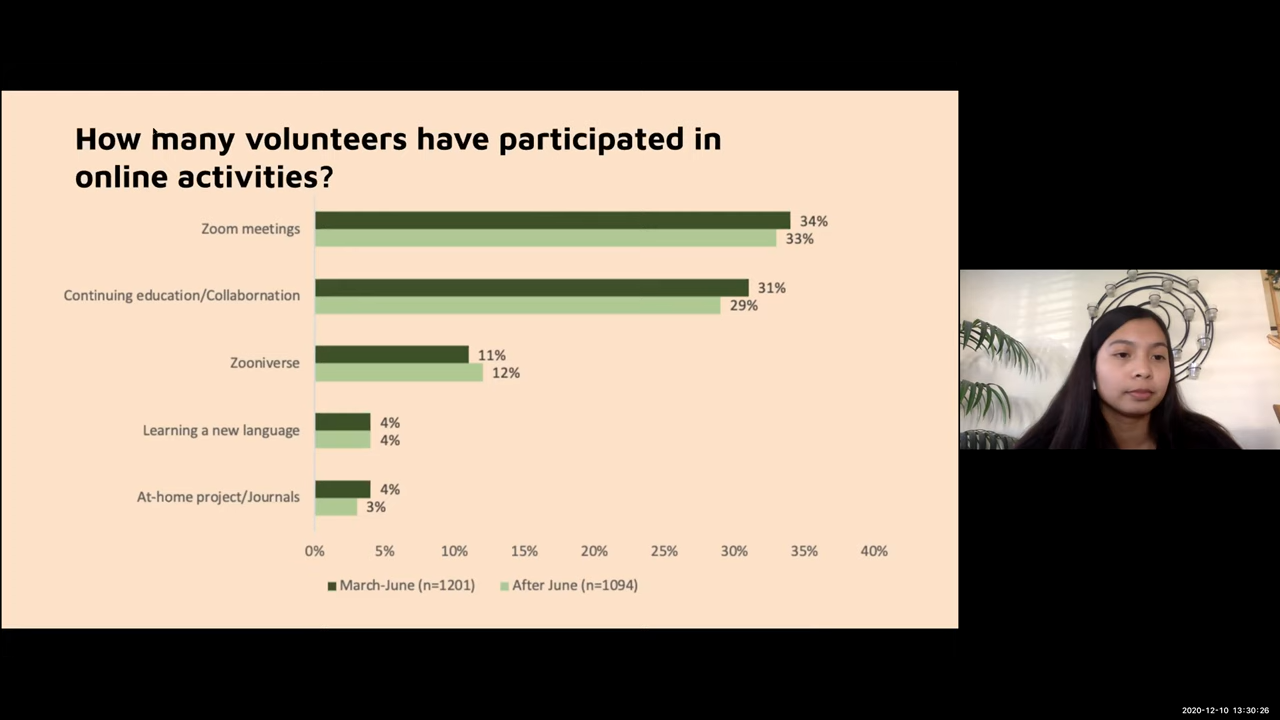 How many volunteers have participated in
online activities?
Zoom meetings
34%
33%
Continuing education/Collabornation
31%
29%
Zooniverse
11%
12%
Learning a new language
4%
4%
At-home project/Journals
4%
3%
0% 5% 10% 15% 20% 25% 30% 35% 40%
March-June (n=1201) After June (n=1094)
2020-12-10 13:30:26